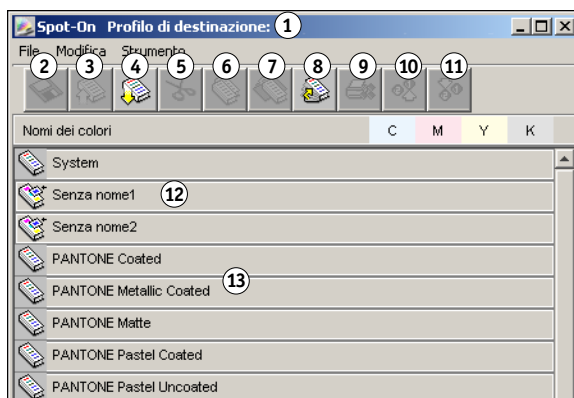 Spot-On Profilo di destinazione: 1
File Modifica Strumento
2 3 4 5 6 7 8 9 10 11
Nomi dei colori C M Y K
System
Senza nome1 12
Senza nome2
PANTONE Coated
13
PANTONE Metallic Coated
PANTONE Matte
PANTONE Pastel Coated
PANTONE Pastel Uncoated